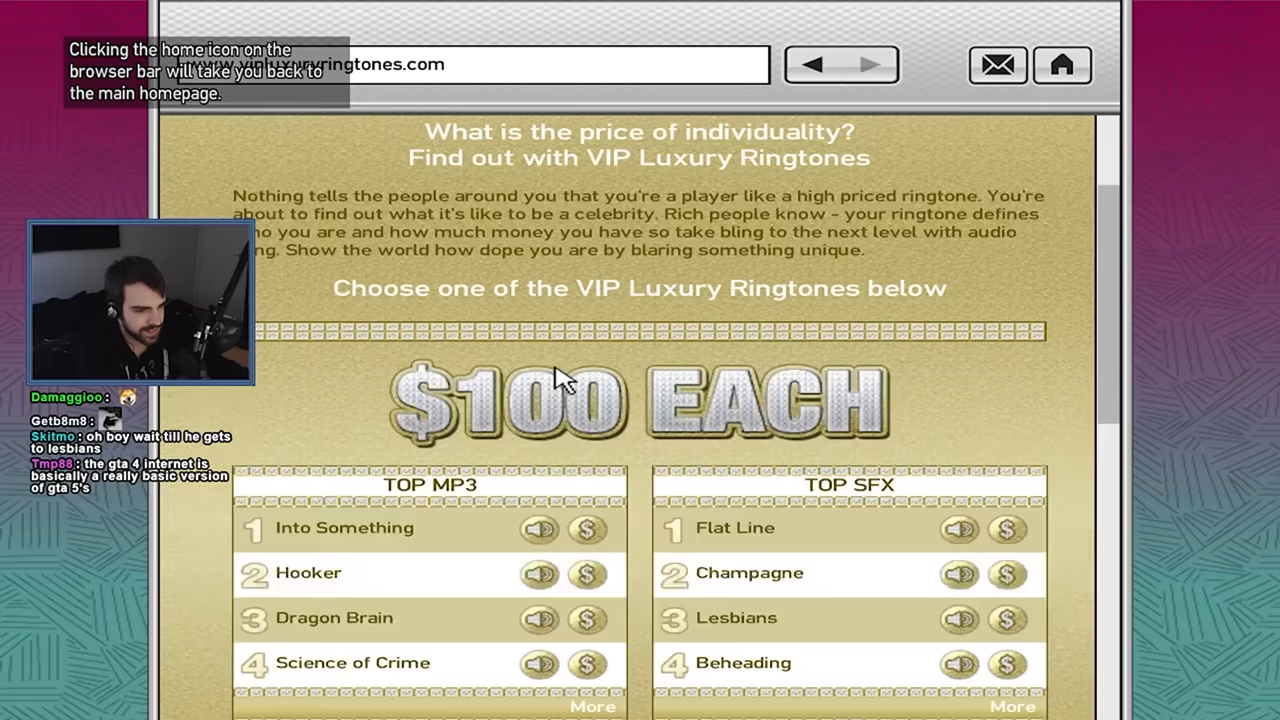 Clicking the home icon on the
browser bar will take you back to
the main homepage.
www.vipluxuryringtones.com
What is the price of individuality?
Find out with VIP Luxury Ringtones
Nothing tells the people around you that you're a player like a high priced ringtone. You're
about to find out what it's like to be a celebrity. Rich people know - your ringtone defines
who you are and how much money you have so take bling to the next level with audio
ng. Show the world how dope you are by blaring something unique.
Choose one of the VIP Luxury Ringtones below
$100 EACH
Damaggioo:
Getb8m8:
Skitmo: oh boy wait till he gets
to lesbians
Tmp88: the gta 4 internet is
basically a really basic version
of gta 5's
TOP MP3
1 Into Something $
2 Hooker $
3 Dragon Brain $
4 Science of Crime $
More
TOP SFX
1 Flat Line $
2 Champagne $
3 Lesbians $
4 Beheading $
More